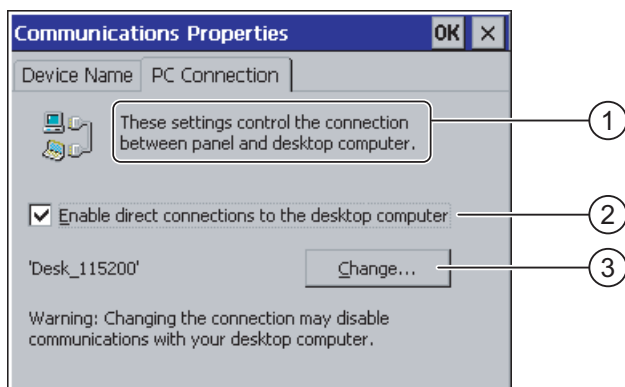 Communications Properties OK ×
Device Name PC Connection
These settings control the connection
between panel and desktop computer.
1
Enable direct connections to the desktop computer
2
'Desk_115200' Change...
3
Warning: Changing the connection may disable
communications with your desktop computer.